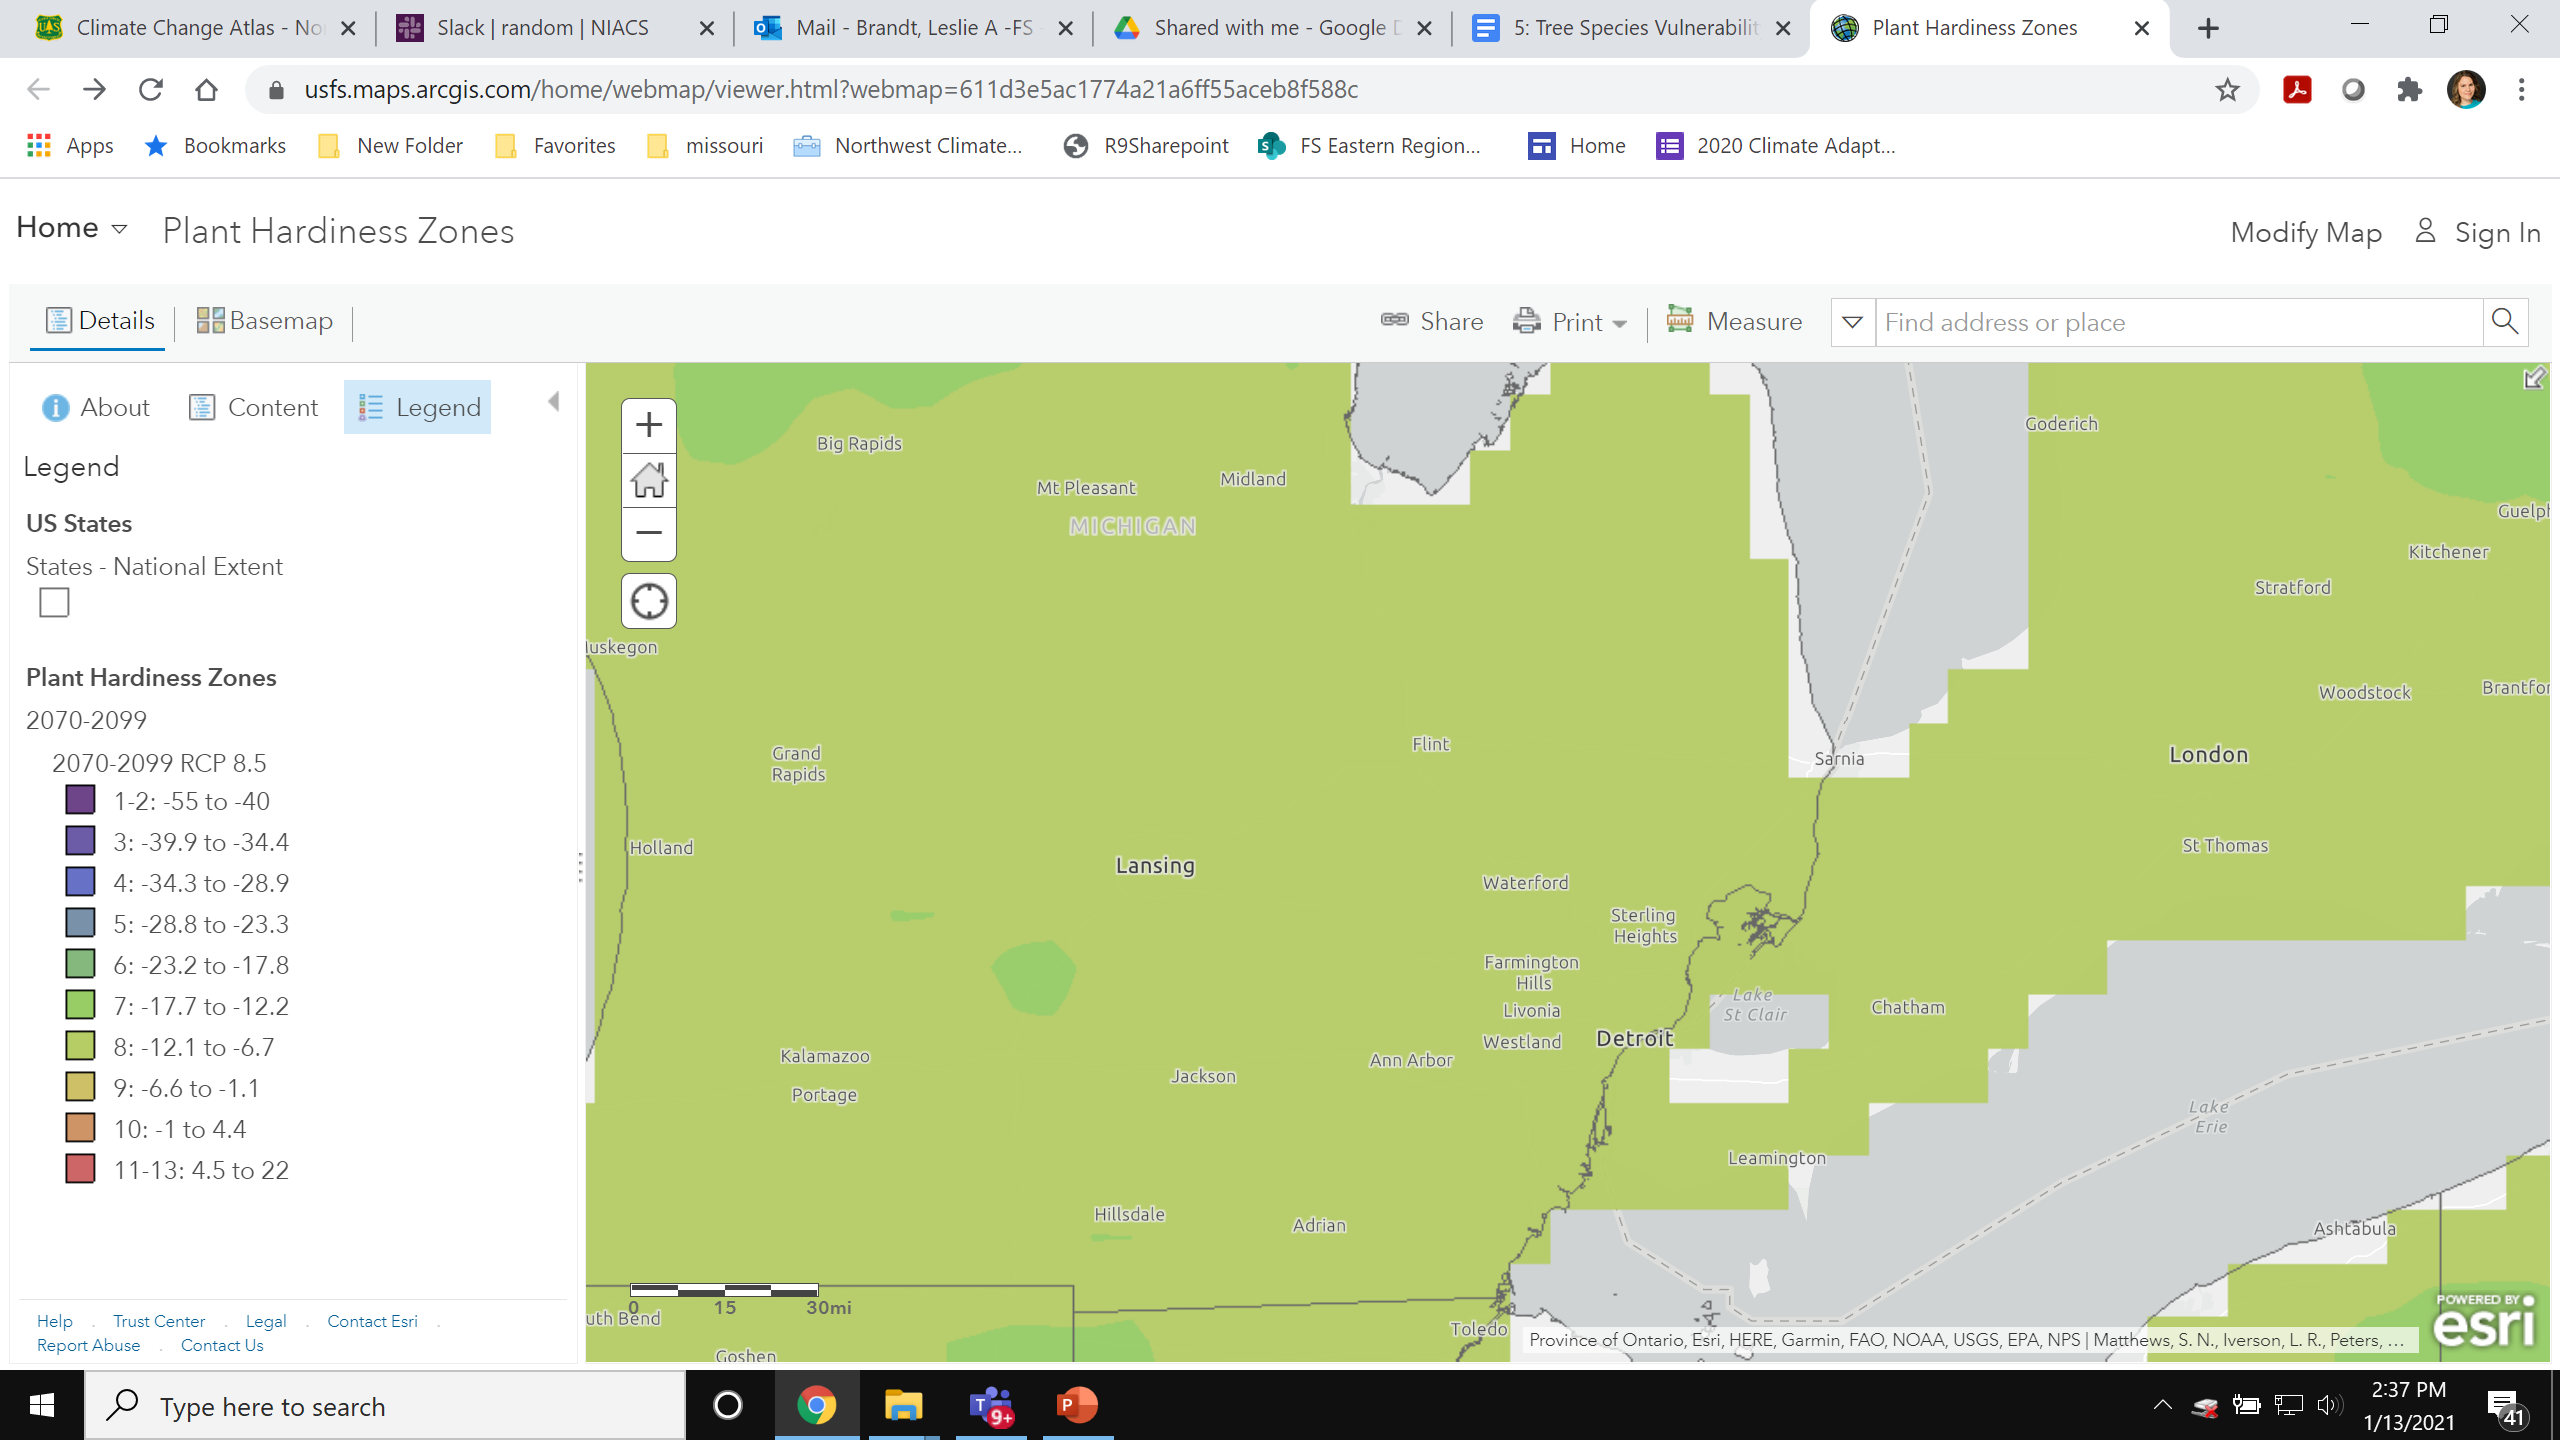 Climate Change Atlas - No
Slack | random | NIACS
Mail - Brandt, Leslie A -FS
Shared with me - Google D
5: Tree Species Vulnerabilit
Plant Hardiness Zones
usfs.maps.arcgis.com/home/webmap/viewer.html?webmap=611d3e5ac1774a21a6ff55aceb8f588c
Apps
Bookmarks
New Folder
Favorites
missouri
Northwest Climate...
R9Sharepoint
FS Eastern Region...
Home
2020 Climate Adapt...
Home
Plant Hardiness Zones
Modify Map
Sign In
Details
Basemap
Share
Print
Measure
Find address or place
About
Content
Legend
Legend
US States
States - National Extent
Plant Hardiness Zones
2070-2099
2070-2099 RCP 8.5
1-2: -55 to -40
3: -39.9 to -34.4
4: -34.3 to -28.9
5: -28.8 to -23.3
6: -23.2 to -17.8
7: -17.7 to -12.2
8: -12.1 to -6.7
9: -6.6 to -1.1
10: -1 to 4.4
11-13: 4.5 to 22
Help . Trust Center . Legal . Contact Esri .
Report Abuse . Contact Us
Goderich
Big Rapids
Midland
Mt Pleasant
MICHIGAN
Guelph
Kitchener
Stratford
uskegon
Woodstock
Brantfor
Flint
Grand
Rapids
Sarnia
London
Holland
St Thomas
Lansing
Waterford
Sterling
Heights
Farmington
Hills
Livonia
Lake
St Clair
Chatham
Westland
Detroit
Kalamazoo
Ann Arbor
Jackson
Portage
Lake
Erie
Leamington
Hillsdale
Adrian
Ashtabula
0 15 30mi
uth Bend
Toledo
Goshen
POWERED BY
esri
Province of Ontario, Esri, HERE, Garmin, FAO, NOAA, USGS, EPA, NPS | Matthews, S. N., Iverson, L. R., Peters, ...
Type here to search
9+
2:37 PM
1/13/2021
41